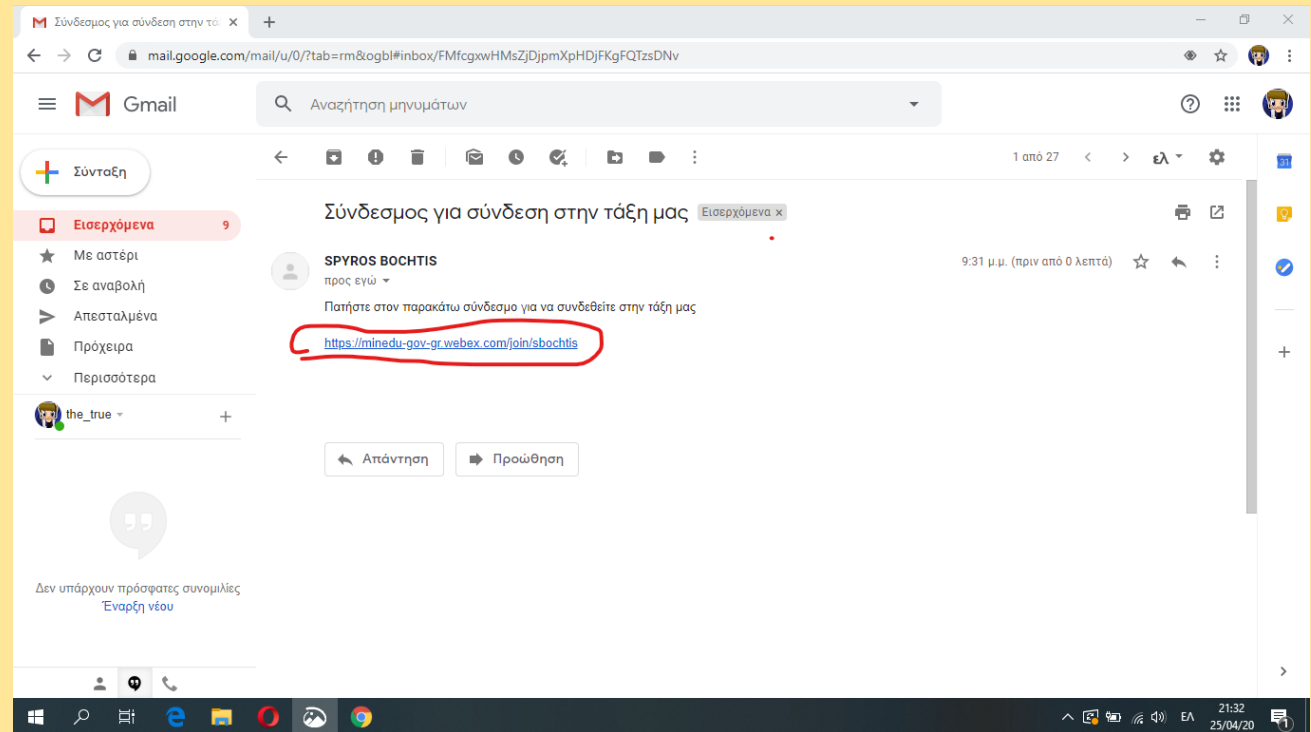 Σύνδεσμος για σύνδεση στην τά
mail.google.com/mail/u/0/?tab=rm&ogbl#inbox/FMfcgxwHMsZjDjpmXpHDjFKgFQTzsDNv
Gmail
Αναζήτηση μηνυμάτων
Σύνταξη
1 από 27
ελ
31
Εισερχόμενα 9
Με αστέρι
Σε αναβολή
Απεσταλμένα
Πρόχειρα
Περισσότερα
the_true
Σύνδεσμος για σύνδεση στην τάξη μας Εισερχόμενα x
SPYROS BOCHTIS
9:31 μ.μ. (πριν από 0 λεπτά)
προς εγώ
Πατήστε στον παρακάτω σύνδεσμο για να συνδεθείτε στην τάξη μας
https://minedu-gov-gr.webex.com/join/sbochtis
Απάντηση
Προώθηση
Δεν υπάρχουν πρόσφατες συνομιλίες
Έναρξη νέου
ΕΛ
21:32
25/04/20
1